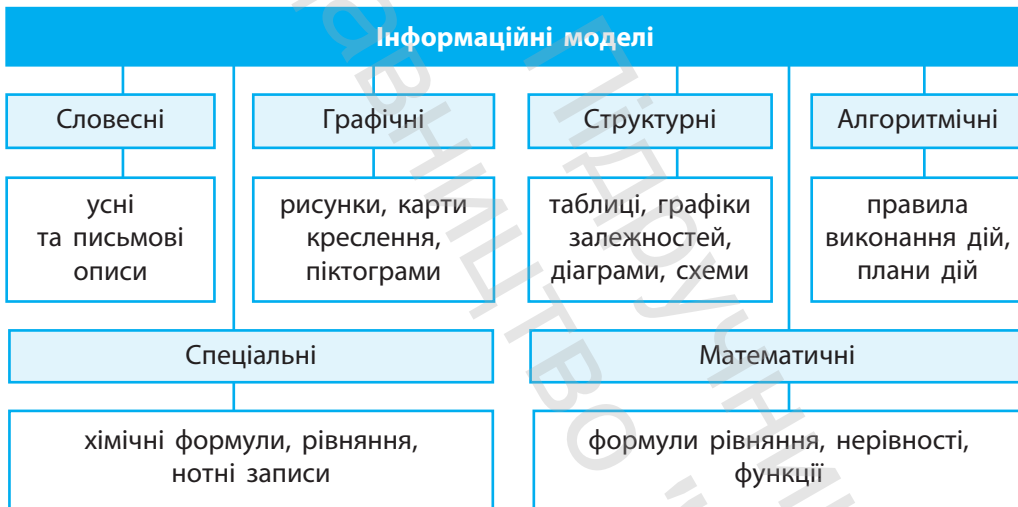 Інформаційні моделі
Словесні
Графічні
Структурні
Алгоритмічні
усні
та письмові
описи
рисунки, карти
креслення,
піктограми
таблиці, графіки
залежностей,
діаграми, схеми
правила
виконання дій,
плани дій
Спеціальні
Математичні
хімічні формули, рівняння,
нотні записи
формули рівняння, нерівності,
функції